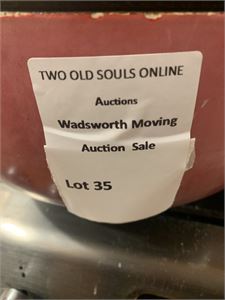 TWO OLD SOULS ONLINE
Auctions
Wadsworth Moving
Auction Sale
Lot 35